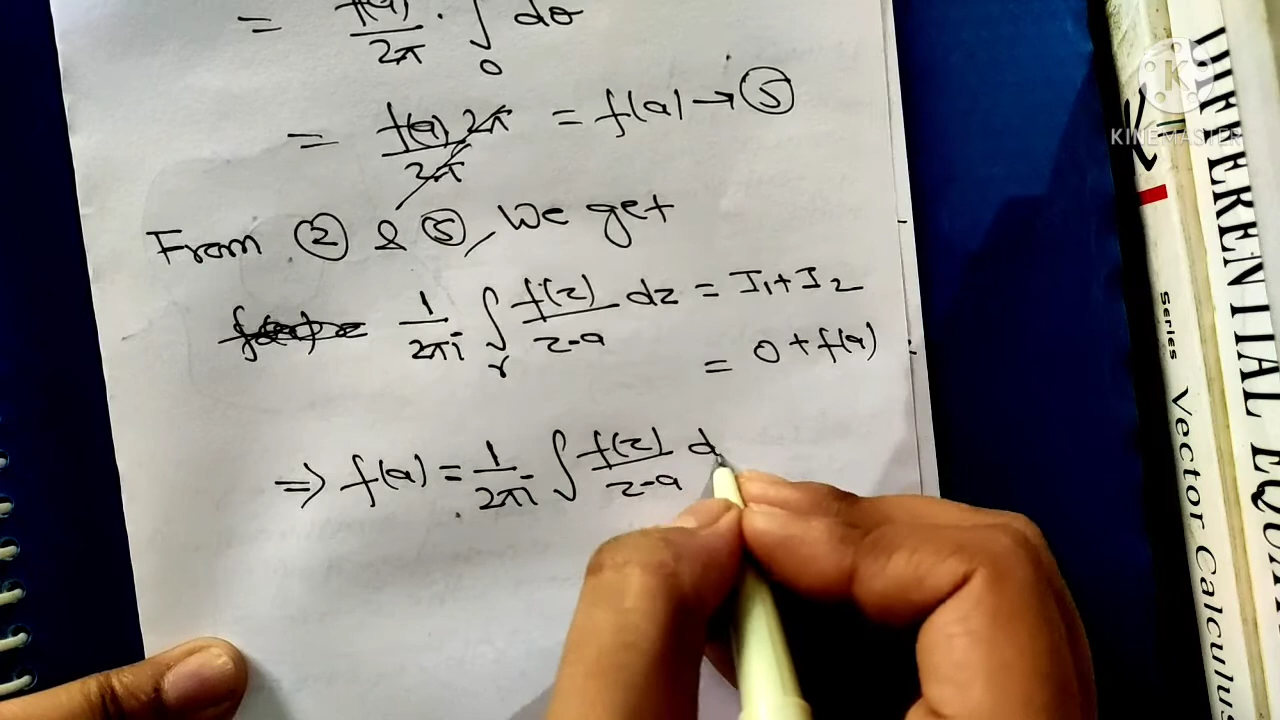 = f(a)/2π · ∫₀ dθ
= f(a) 2π / 2π = f(a) → ⑤
From ② & ⑤, We get
1/2πi ∫_γ f(z)/z-a dz = I₁ + I₂
= 0 + f(a)
⇒ f(a) = 1/2πi ∫ f(z)/z-a d
K
KINEMASTER
Series Vector Calculus
DIFFERENTIAL EQUA